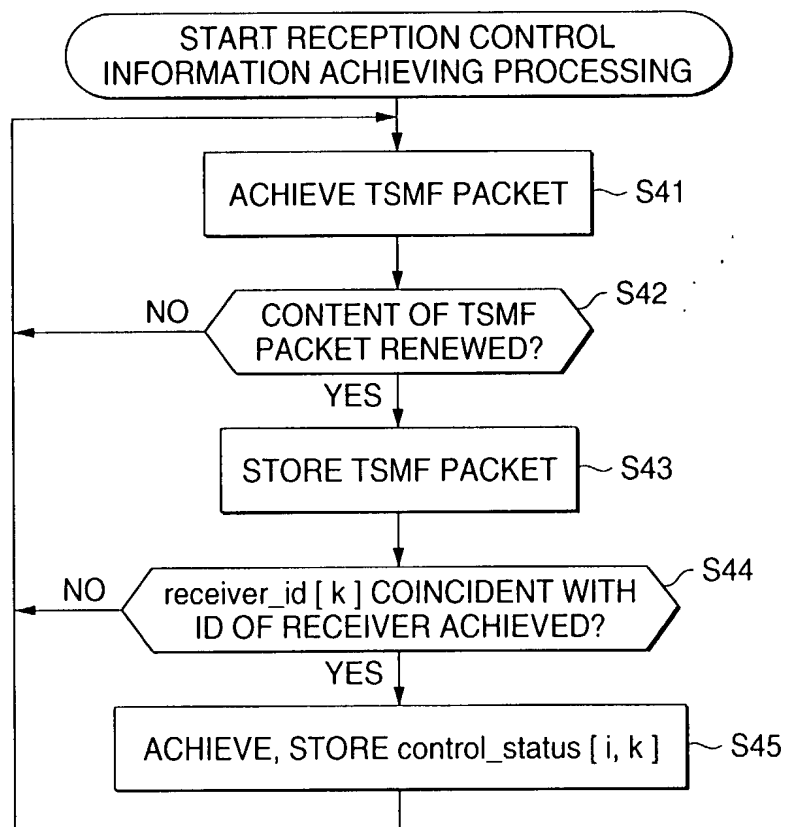 START RECEPTION CONTROL
INFORMATION ACHIEVING PROCESSING
ACHIEVE TSMF PACKET
S41
S42
NO
CONTENT OF TSMF
PACKET RENEWED?
YES
STORE TSMF PACKET
S43
S44
NO
receiver_id [ k ] COINCIDENT WITH
ID OF RECEIVER ACHIEVED?
YES
ACHIEVE, STORE control_status [ i, k ]
S45